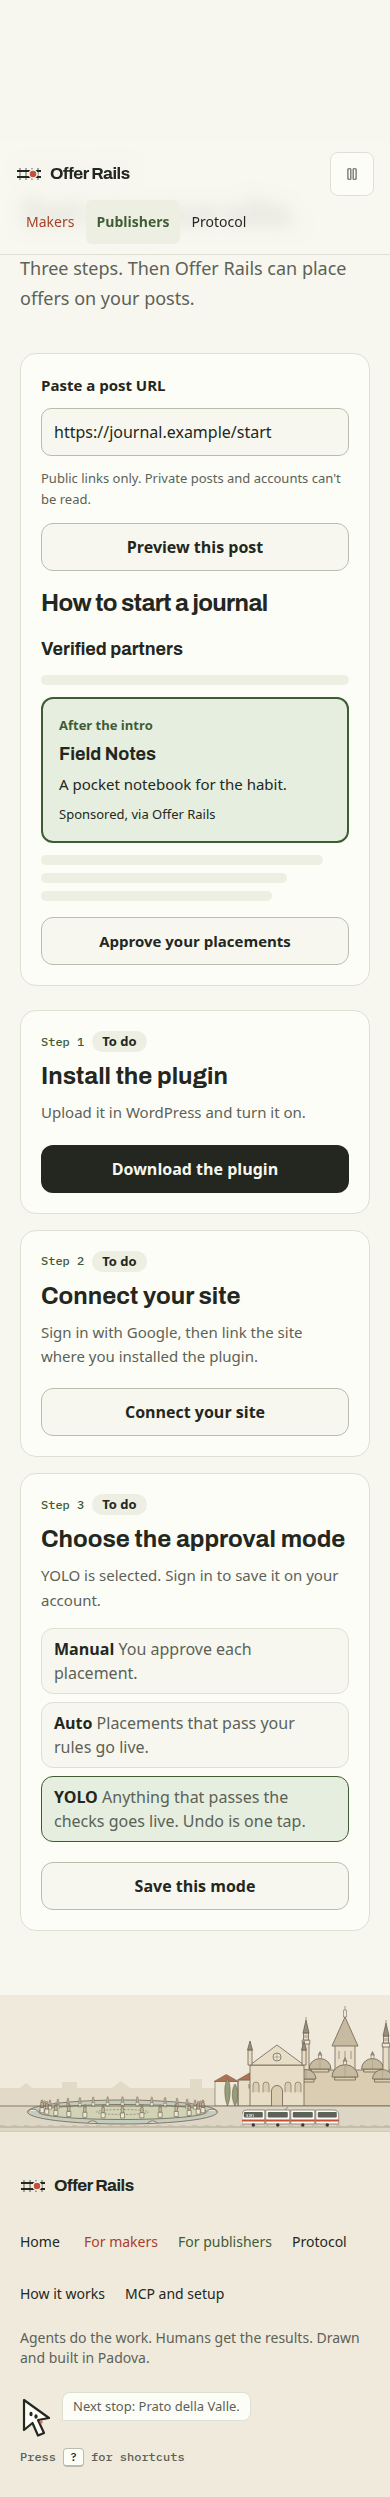 Offer Rails
Makers Publishers Protocol
Three steps. Then Offer Rails can place
offers on your posts.
Paste a post URL
https://journal.example/start
Public links only. Private posts and accounts can't
be read.
Preview this post
How to start a journal
Verified partners
After the intro
Field Notes
A pocket notebook for the habit.
Sponsored, via Offer Rails
Approve your placements
Step 1 To do
Install the plugin
Upload it in WordPress and turn it on.
Download the plugin
Step 2 To do
Connect your site
Sign in with Google, then link the site
where you installed the plugin.
Connect your site
Step 3 To do
Choose the approval mode
YOLO is selected. Sign in to save it on your
account.
Manual You approve each
placement.
Auto Placements that pass your
rules go live.
YOLO Anything that passes the
checks goes live. Undo is one tap.
Save this mode
Offer Rails
Home For makers For publishers Protocol
How it works MCP and setup
Agents do the work. Humans get the results. Drawn
and built in Padova.
Next stop: Prato della Valle.
Press ? for shortcuts